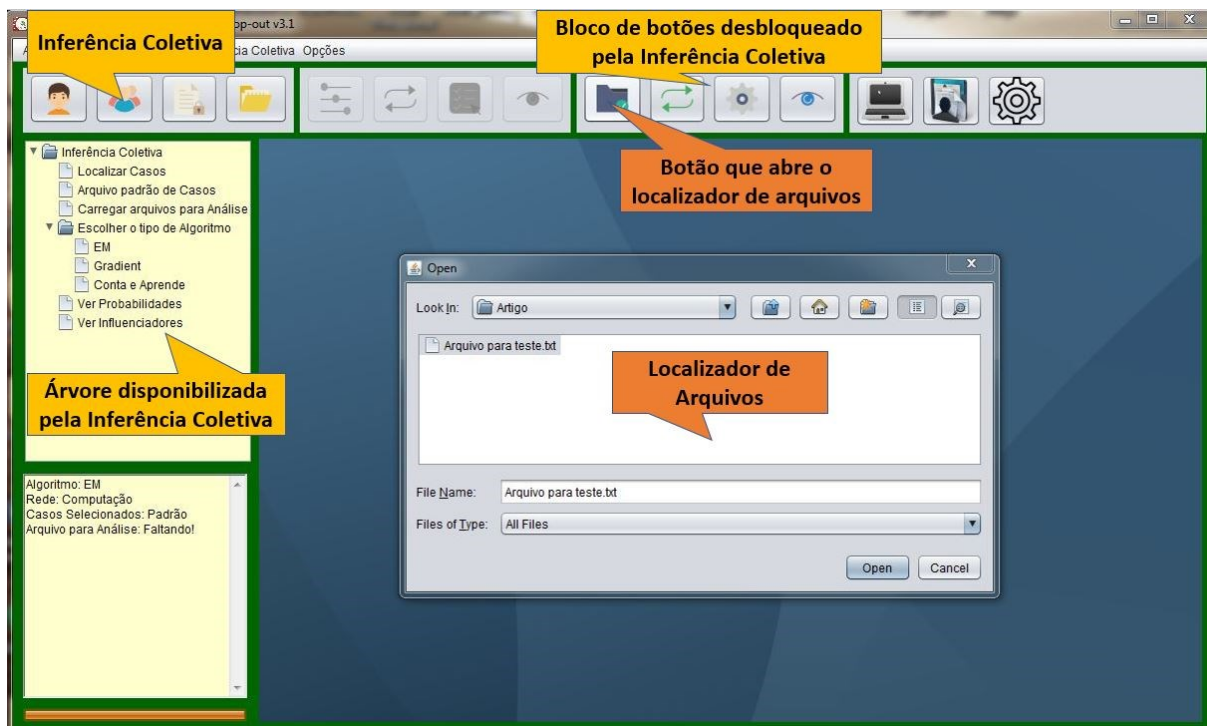 op-out v3.1
Inferência Coletiva
Bloco de botões desbloqueado
pela Inferência Coletiva
Coletiva Opções
Botão que abre o
localizador de arquivos
Inferência Coletiva
Localizar Casos
Arquivo padrão de Casos
Carregar arquivos para Análise
Escolher o tipo de Algoritmo
EM
Gradient
Conta e Aprende
Ver Probabilidades
Ver Influenciadores
Árvore disponibilizada
pela Inferência Coletiva
Open
Look In: Artigo
Arquivo para teste.txt
Localizador de
Arquivos
File Name: Arquivo para teste.txt
Files of Type: All Files
Open Cancel
Algoritmo: EM
Rede: Computação
Casos Selecionados: Padrão
Arquivo para Análise: Faltando!